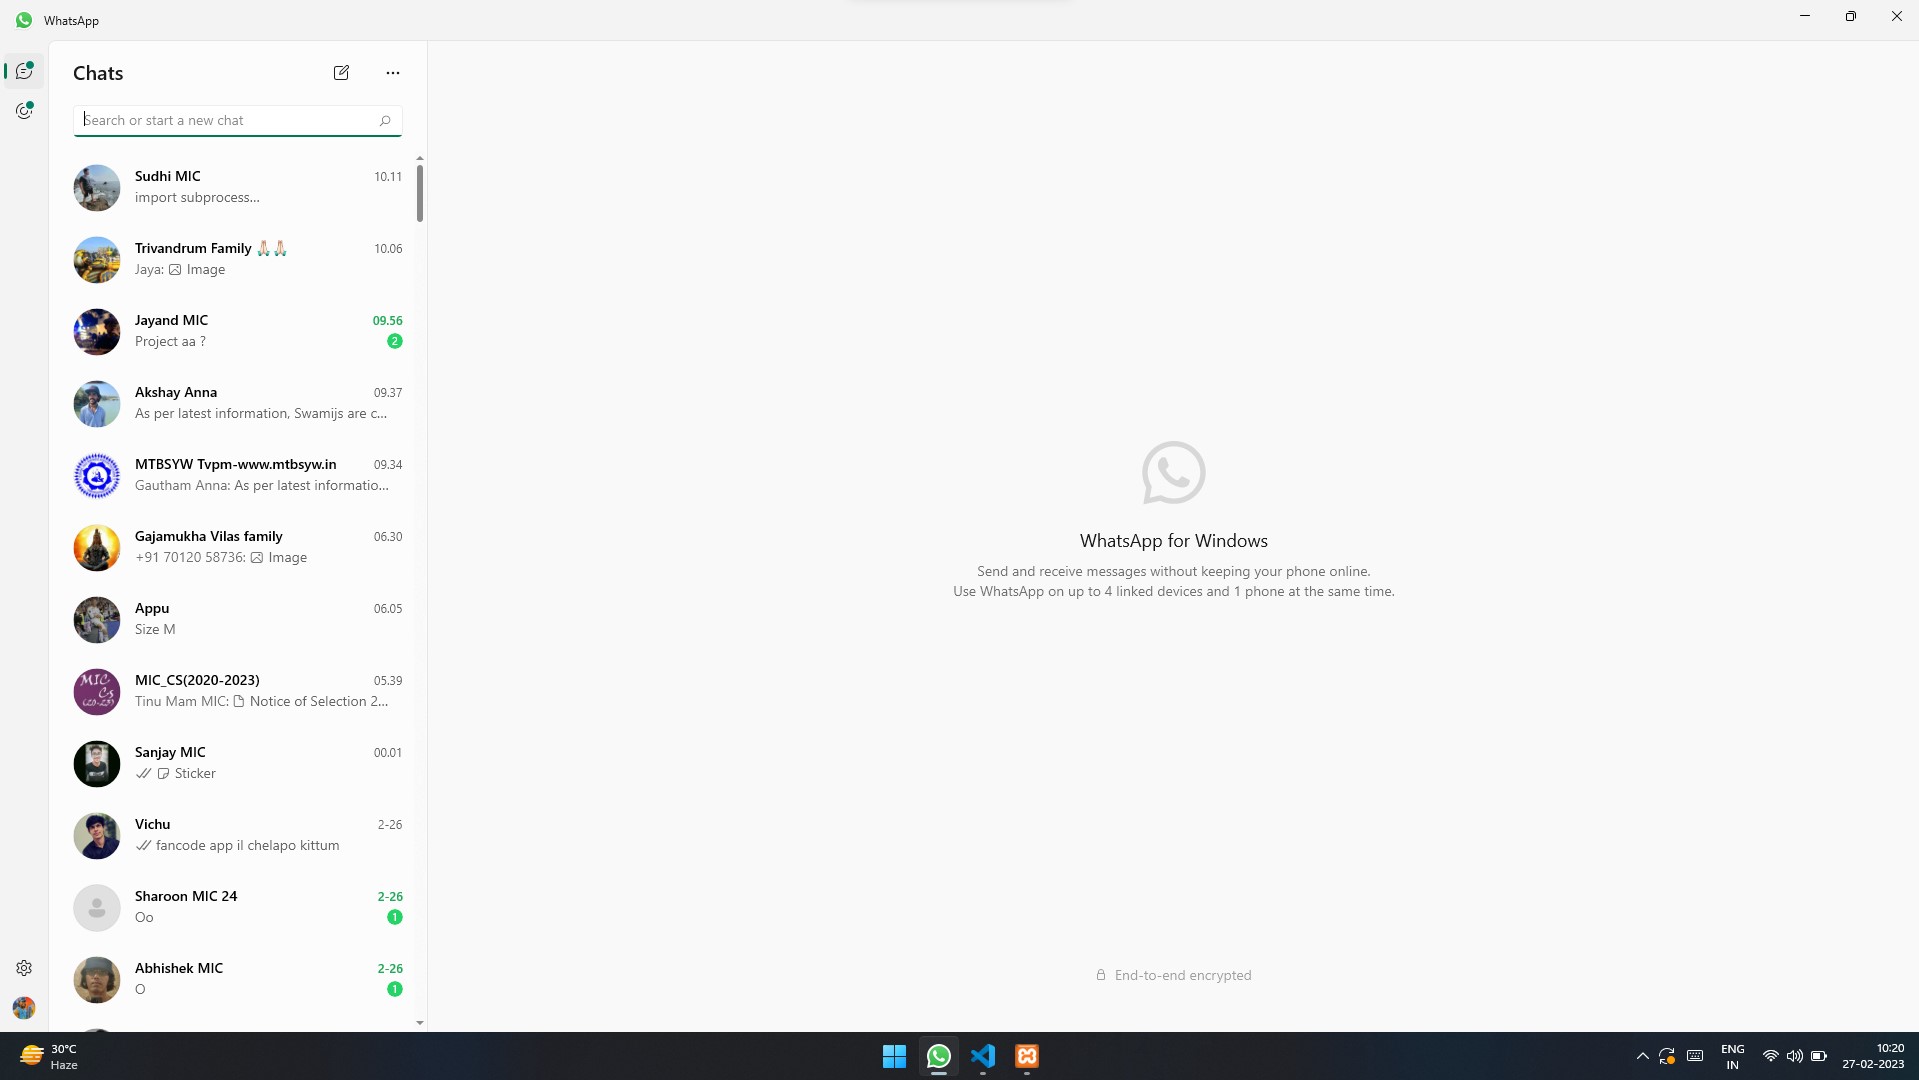 WhatsApp
Chats
Search or start a new chat
Sudhi MIC 10.11
import subprocess...
Trivandrum Family 🙏🏻🙏🏻 10.06
Jaya: Image
Jayand MIC 09.56
Project aa ? 2
Akshay Anna 09.37
As per latest information, Swamijs are c...
MTBSYW Tvpm-www.mtbsyw.in 09.34
Gautham Anna: As per latest informatio...
Gajamukha Vilas family 06.30
+91 70120 58736: Image
Appu 06.05
Size M
MIC_CS(2020-2023) 05.39
Tinu Mam MIC: Notice of Selection 2...
MIC
Cs
(20-23)
Sanjay MIC 00.01
Sticker
Vichu 2-26
fancode app il chelapo kittum
Sharoon MIC 24 2-26
Oo 1
Abhishek MIC 2-26
O 1
WhatsApp for Windows
Send and receive messages without keeping your phone online.
Use WhatsApp on up to 4 linked devices and 1 phone at the same time.
End-to-end encrypted
30°C
Haze
ENG
IN
10:20
27-02-2023